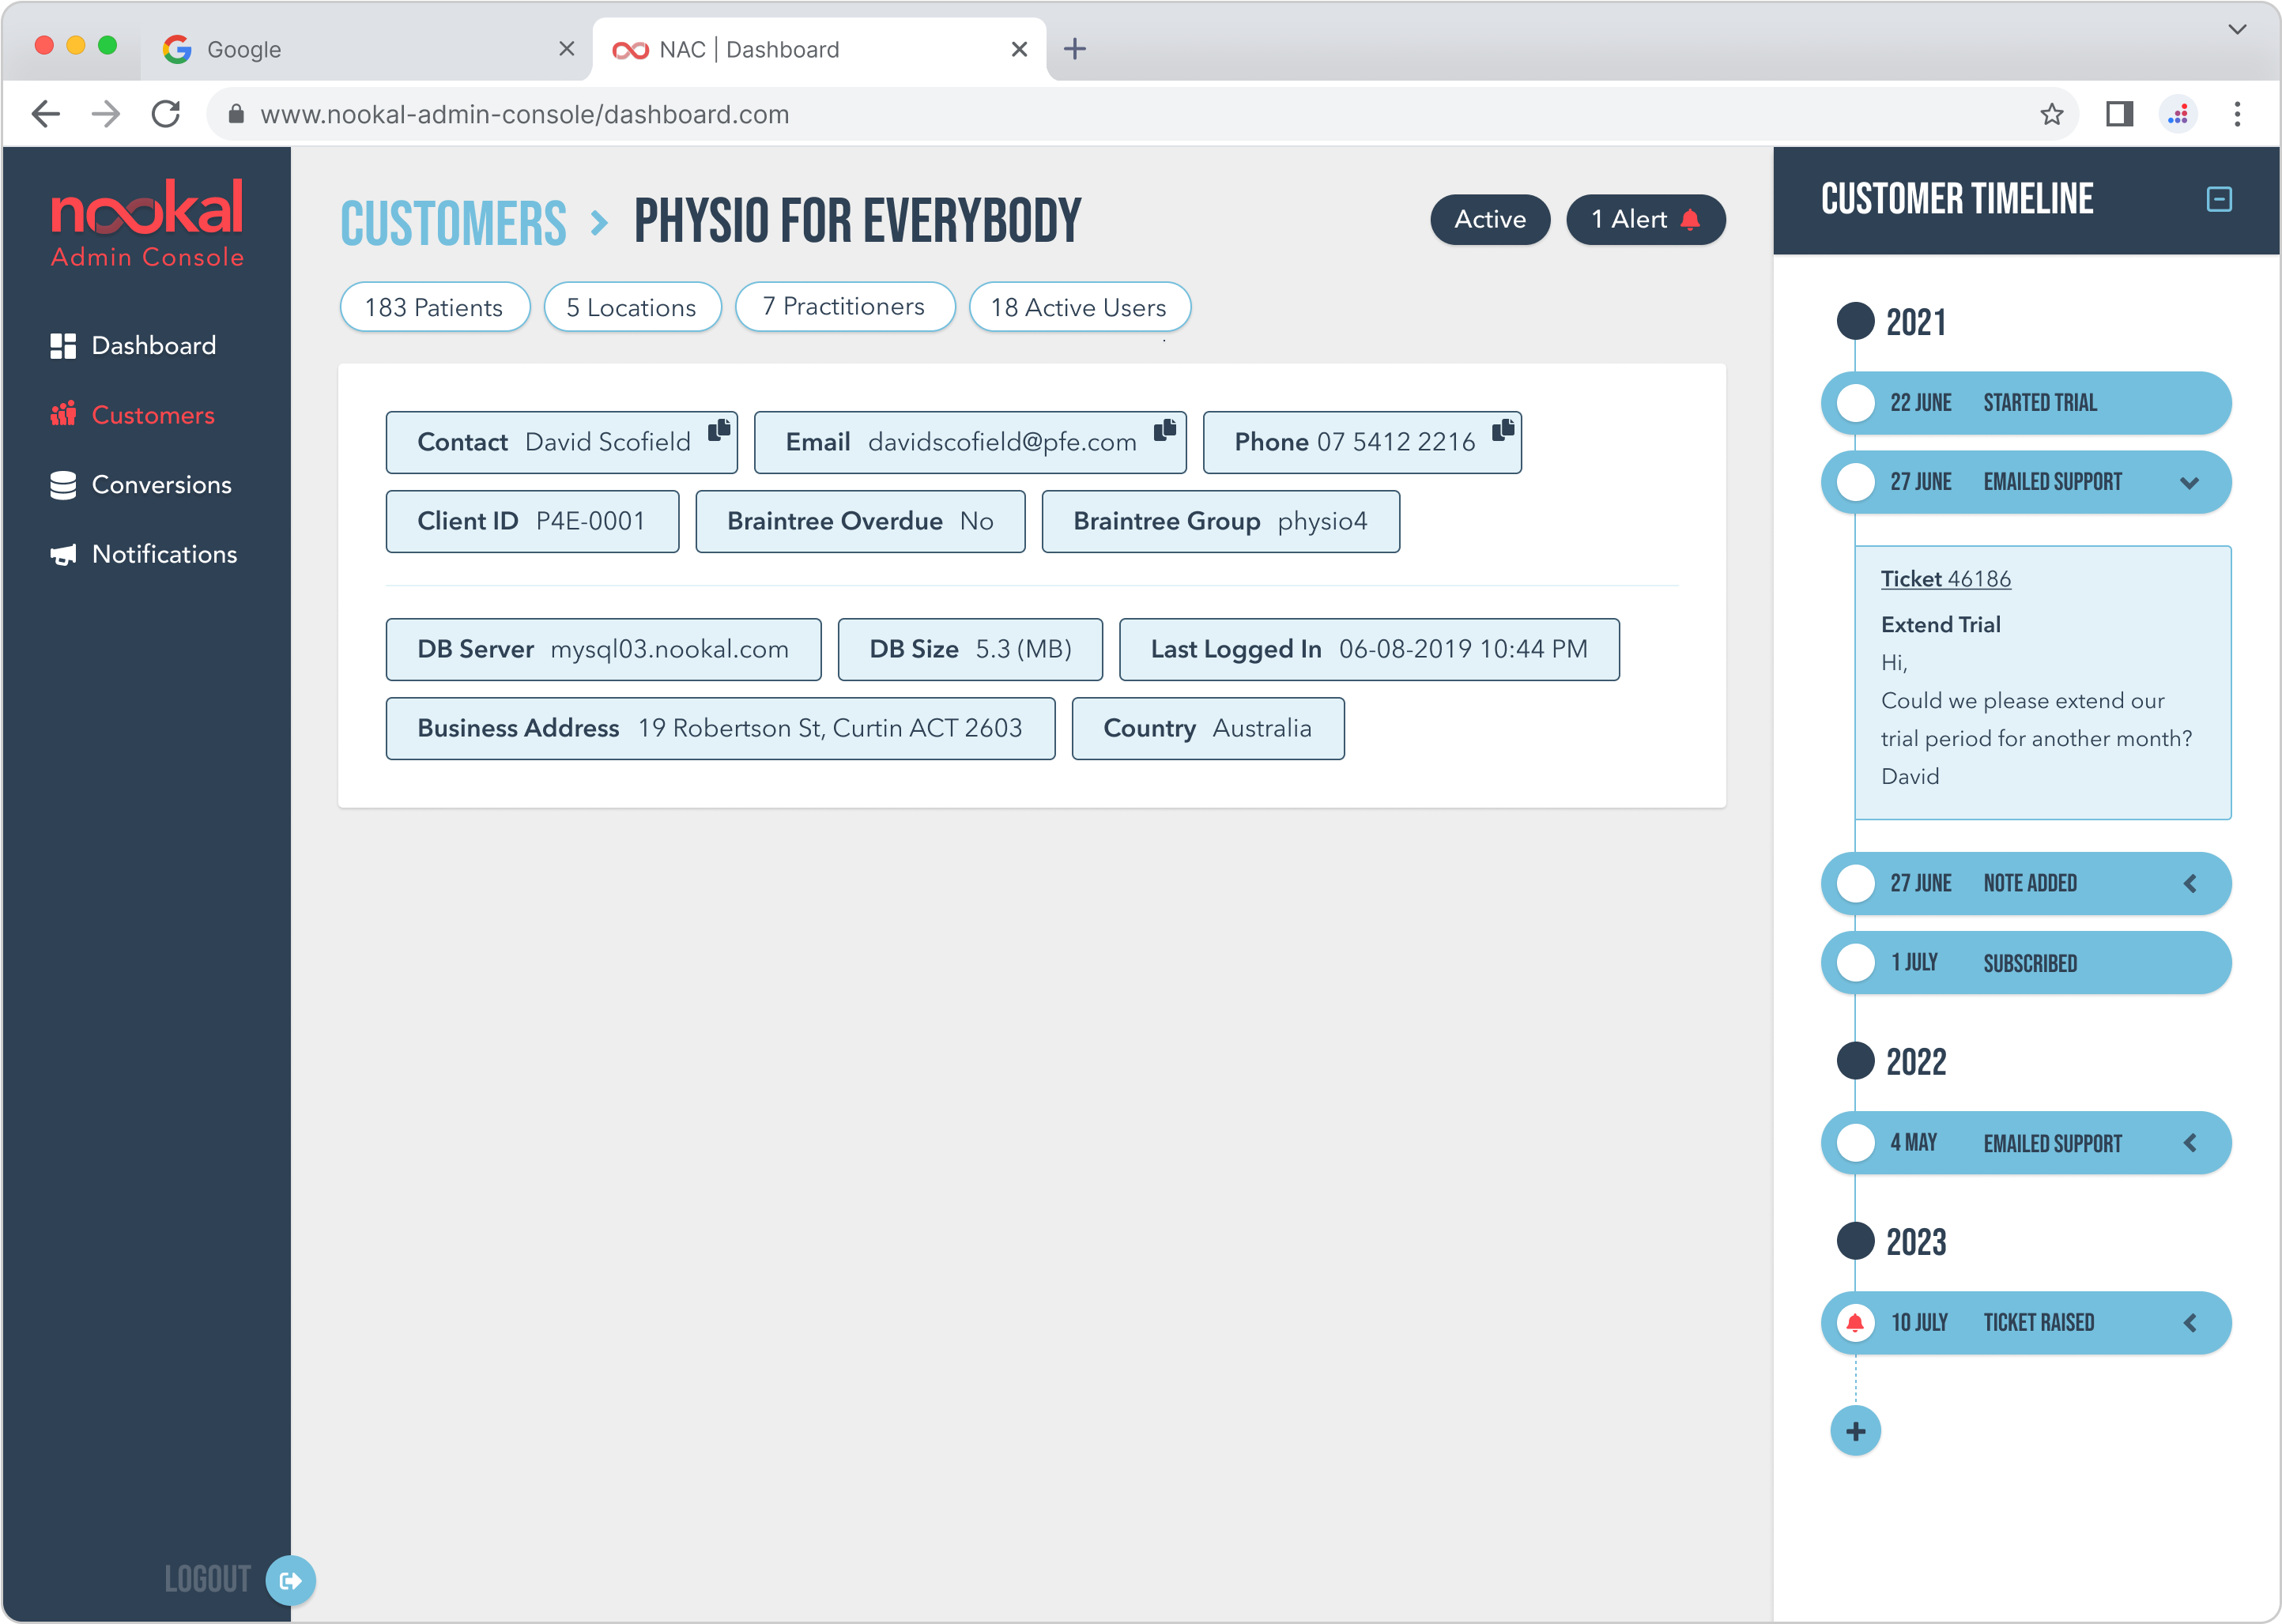 Google
NAC | Dashboard
www.nookal-admin-console/dashboard.com
nookal
Admin Console
Dashboard
Customers
Conversions
Notifications
LOGOUT
CUSTOMERS > PHYSIO FOR EVERYBODY
Active
1 Alert
183 Patients
5 Locations
7 Practitioners
18 Active Users
Contact David Scofield
Email davidscofield@pfe.com
Phone 07 5412 2216
Client ID P4E-0001
Braintree Overdue No
Braintree Group physio4
DB Server mysql03.nookal.com
DB Size 5.3 (MB)
Last Logged In 06-08-2019 10:44 PM
Business Address 19 Robertson St, Curtin ACT 2603
Country Australia
CUSTOMER TIMELINE
2021
22 JUNE STARTED TRIAL
27 JUNE EMAILED SUPPORT
Ticket 46186
Extend Trial
Hi,
Could we please extend our
trial period for another month?
David
27 JUNE NOTE ADDED
1 JULY SUBSCRIBED
2022
4 MAY EMAILED SUPPORT
2023
10 JULY TICKET RAISED